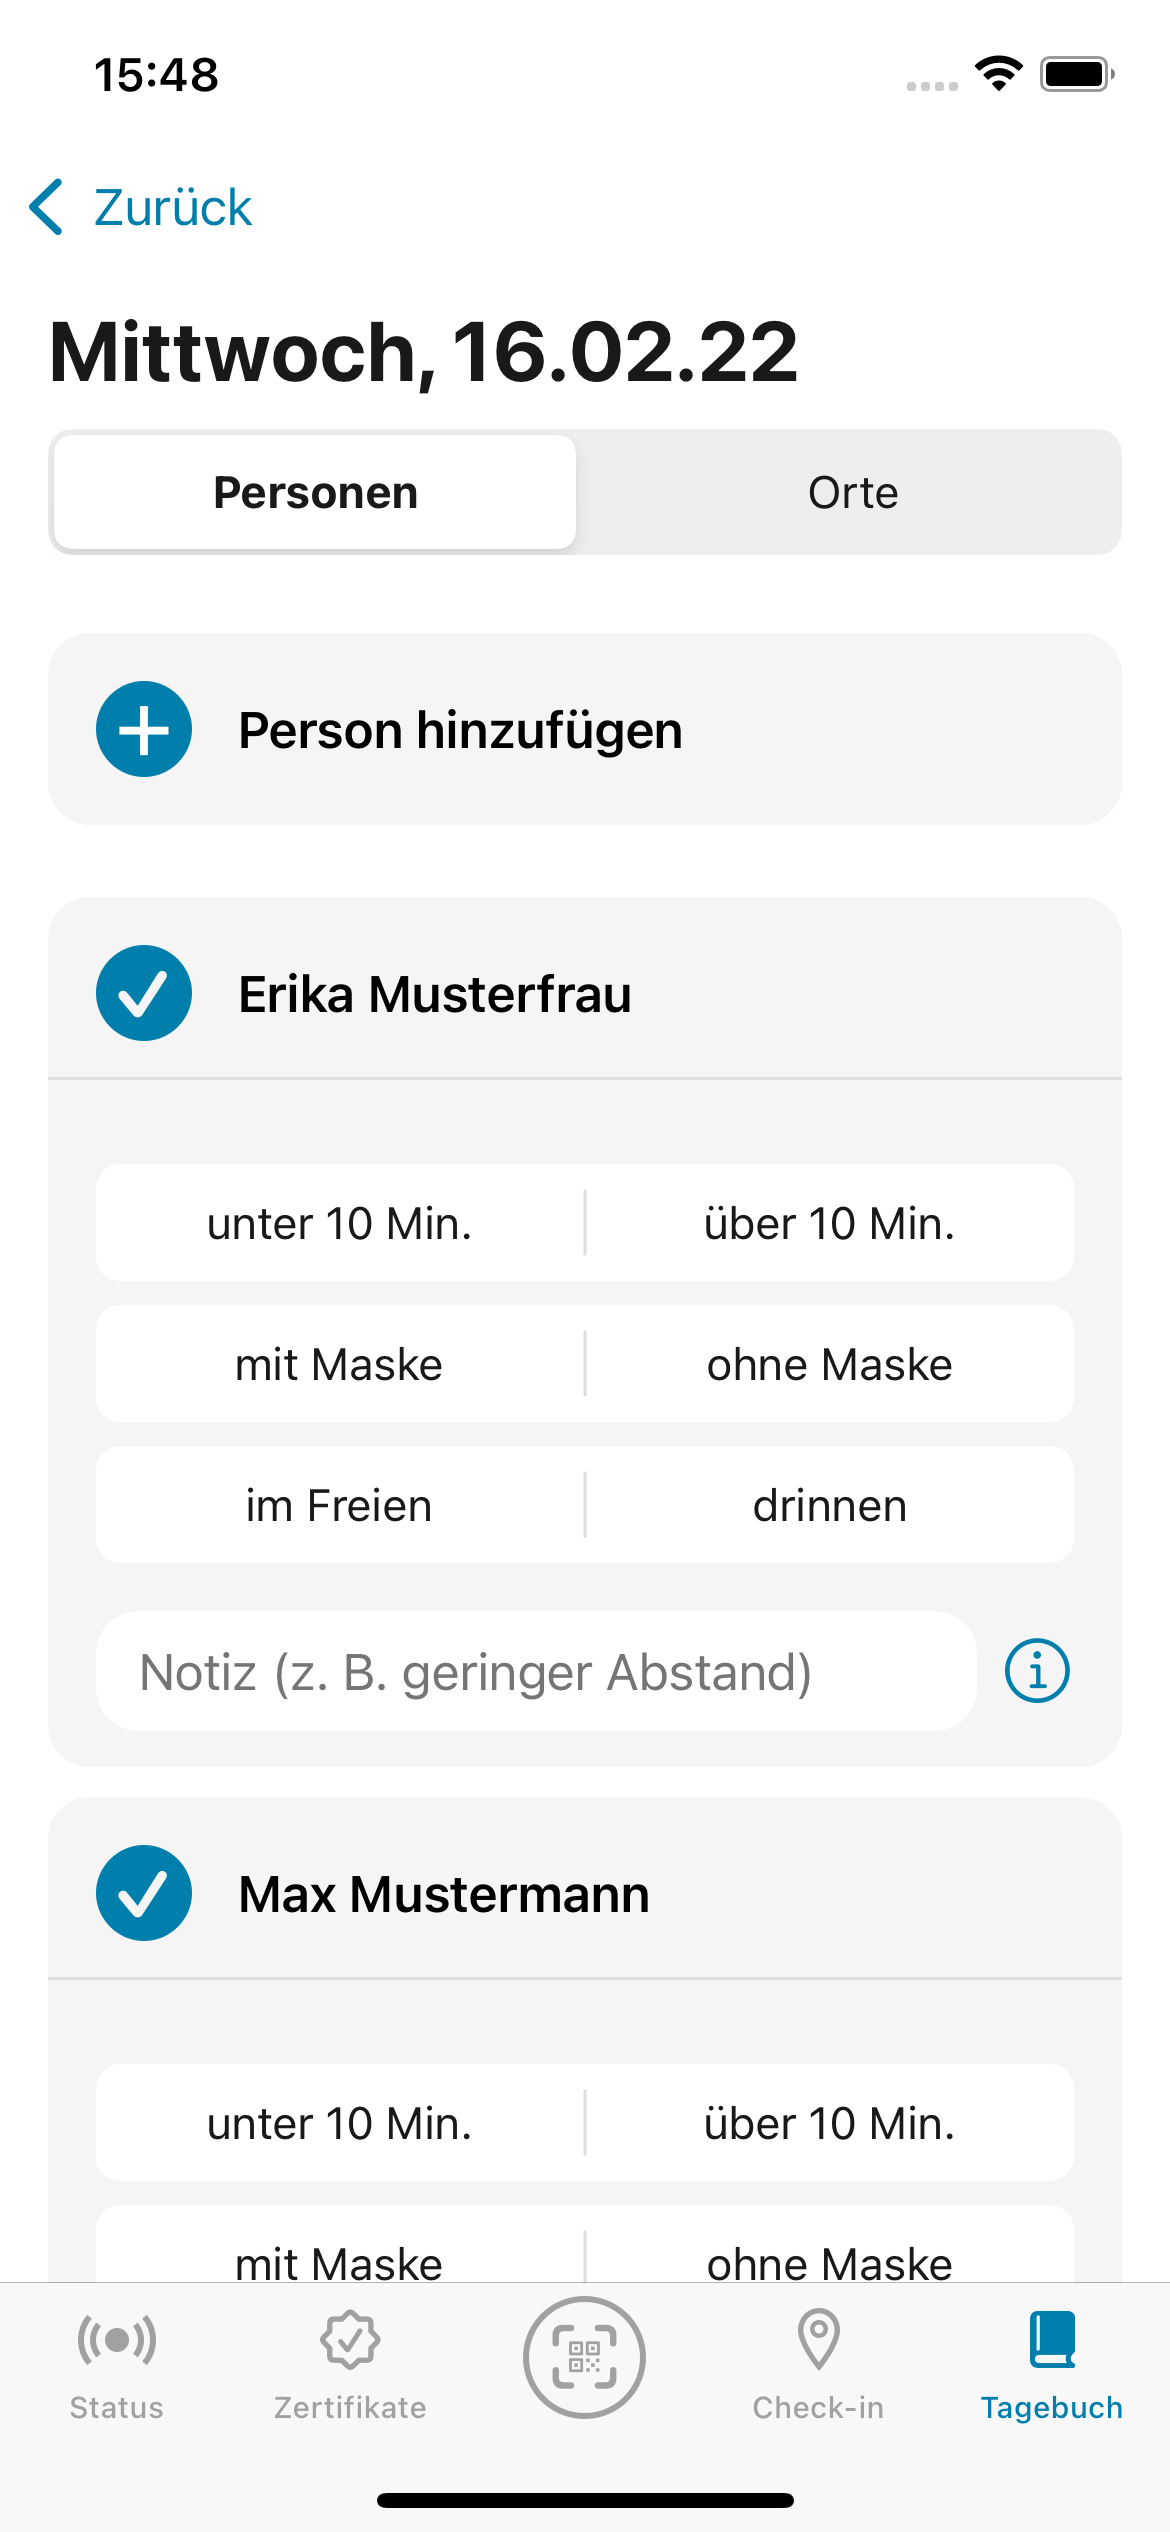 15:48
Zurück
Mittwoch, 16.02.22
Personen Orte
Person hinzufügen
Erika Musterfrau
unter 10 Min. über 10 Min.
mit Maske ohne Maske
im Freien drinnen
Notiz (z. B. geringer Abstand)
Max Mustermann
unter 10 Min. über 10 Min.
mit Maske ohne Maske
Status Zertifikate Check-in Tagebuch